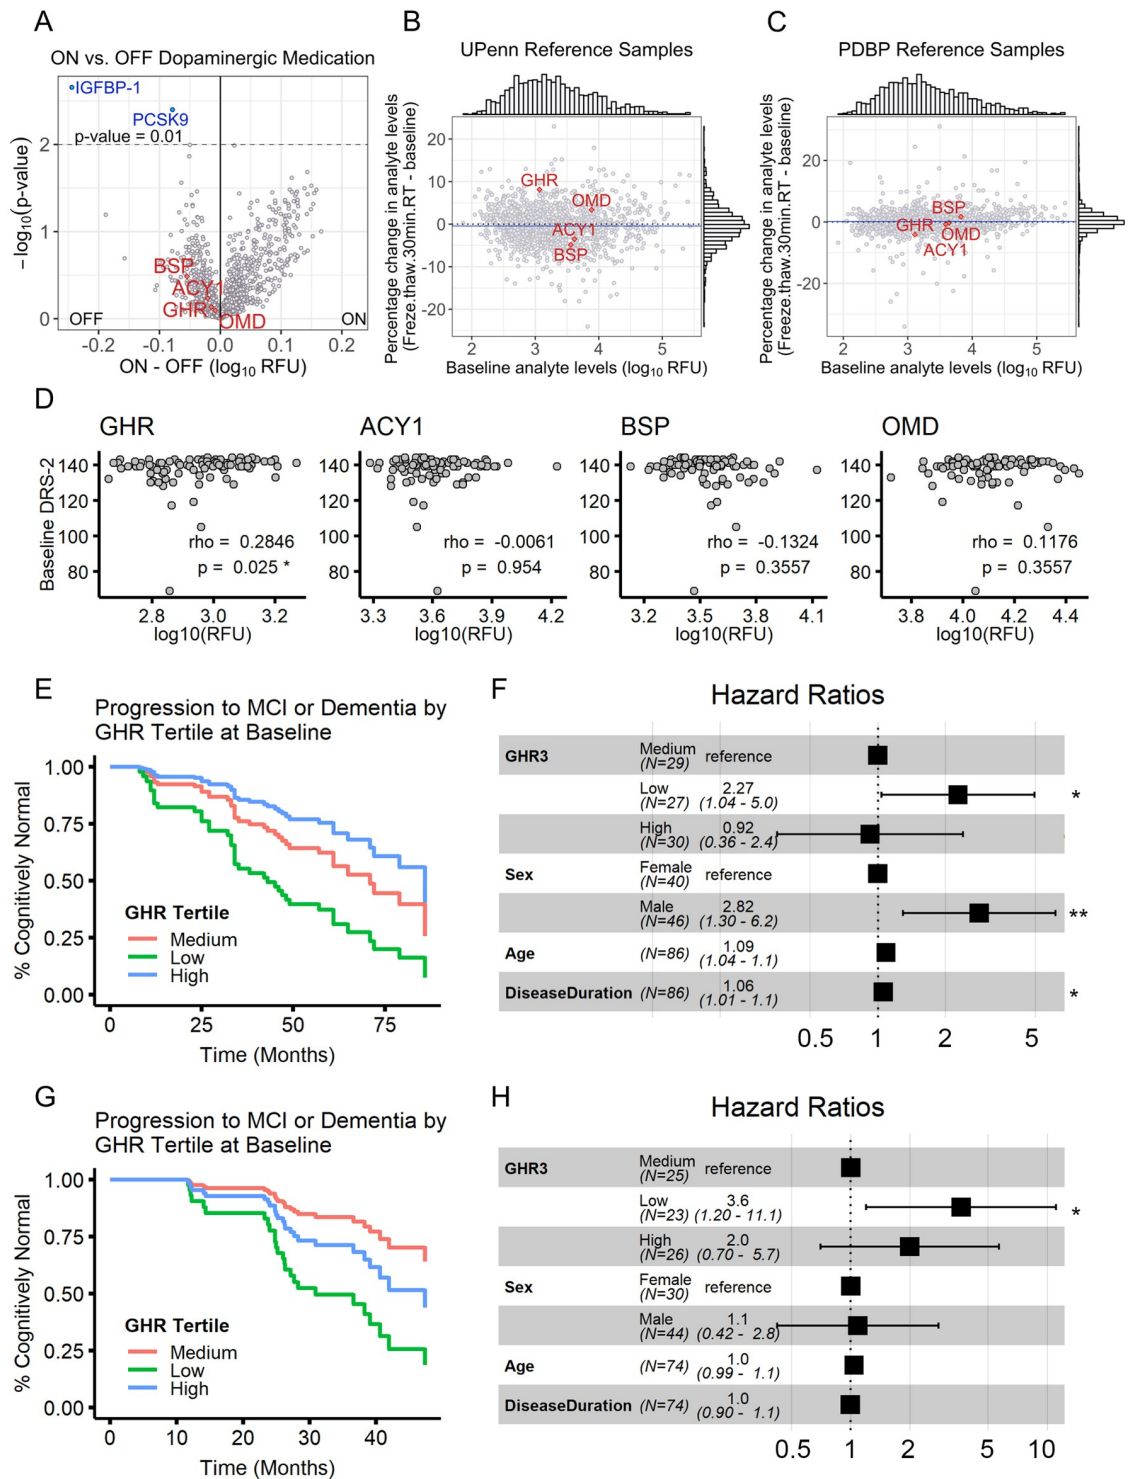 A
ON vs. OFF Dopaminergic Medication
IGFBP-1
PCSK9
p-value = 0.01
2
1
0
− log10(p-value)
BSP
ACY1
GHR
OMD
OFF
ON
-0.2 -0.1 0.0 0.1 0.2
ON - OFF (log10 RFU)
B
UPenn Reference Samples
Percentage change in analyte levels
(Freeze.thaw.30min.RT - baseline)
20
10
0
-10
-20
GHR
OMD
ACY1
BSP
2 3 4 5
Baseline analyte levels (log10 RFU)
C
PDBP Reference Samples
Percentage change in analyte levels
(Freeze.thaw.30min.RT - baseline)
20
0
-20
BSP
GHR
OMD
ACY1
2 3 4 5
Baseline analyte levels (log10 RFU)
D
Baseline DRS-2
GHR
140
120
100
80
rho = 0.2846
p = 0.025 *
2.8 3.0 3.2
log10(RFU)
ACY1
140
120
100
80
rho = -0.0061
p = 0.954
3.3 3.6 3.9 4.2
log10(RFU)
BSP
140
120
100
80
rho = -0.1324
p = 0.3557
3.2 3.5 3.8 4.1
log10(RFU)
OMD
140
120
100
80
rho = 0.1176
p = 0.3557
3.8 4.0 4.2 4.4
log10(RFU)
E
Progression to MCI or Dementia by
GHR Tertile at Baseline
% Cognitively Normal
1.00
0.75
0.50
0.25
0.00
GHR Tertile
Medium
Low
High
0 25 50 75
Time (Months)
F
Hazard Ratios
GHR3 Medium reference
(N=29)
Low 2.27
(N=27) (1.04 - 5.0) *
High 0.92
(N=30) (0.36 - 2.4)
Sex Female reference
(N=40)
Male 2.82
(N=46) (1.30 - 6.2) **
Age (N=86) 1.09
(1.04 - 1.1)
DiseaseDuration (N=86) 1.06
(1.01 - 1.1) *
0.5 1 2 5
G
Progression to MCI or Dementia by
GHR Tertile at Baseline
% Cognitively Normal
1.00
0.75
0.50
0.25
0.00
GHR Tertile
Medium
Low
High
0 10 20 30 40
Time (Months)
H
Hazard Ratios
GHR3 Medium reference
(N=25)
Low 3.6
(N=23) (1.20 - 11.1) *
High 2.0
(N=26) (0.70 - 5.7)
Sex Female reference
(N=30)
Male 1.1
(N=44) (0.42 - 2.8)
Age (N=74) 1.0
(0.99 - 1.1)
DiseaseDuration (N=74) 1.0
(0.90 - 1.1)
0.5 1 2 5 10